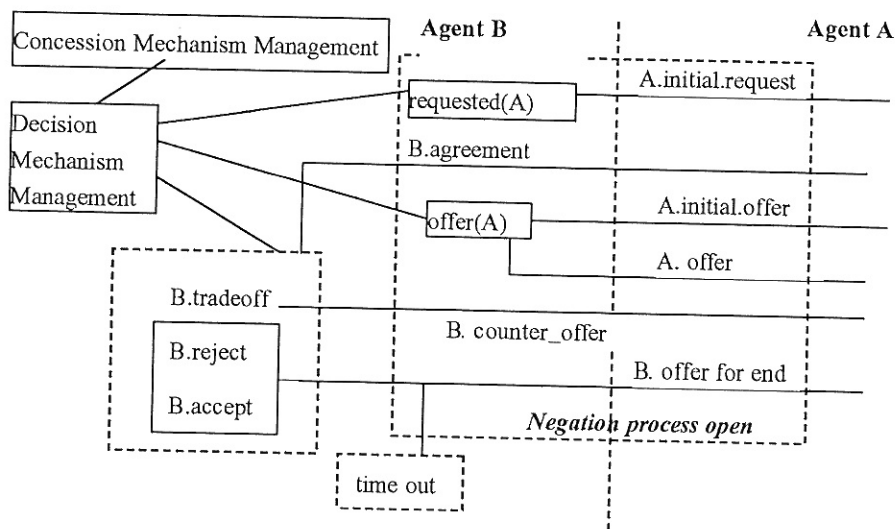 Agent B
Agent A
Concession Mechanism Management
requested(A)
A.initial.request
Decision
Mechanism
Management
B.agreement
offer(A)
A.initial.offer
A. offer
B.tradeoff
B. counter_offer
B.reject
B. offer for end
B.accept
Negation process open
time out